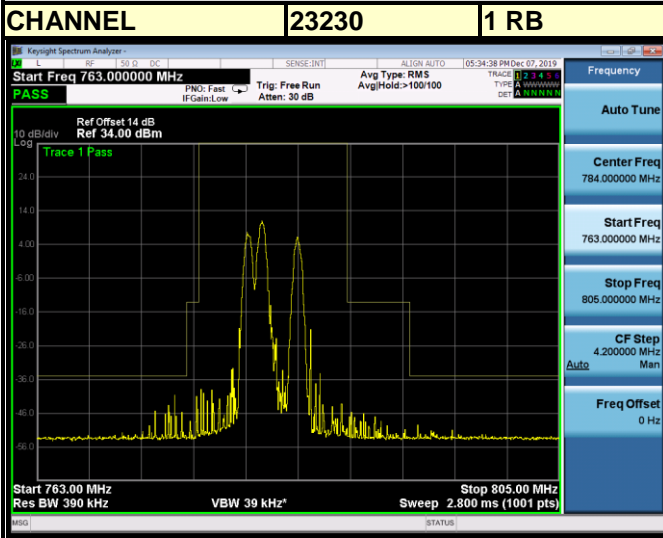 CHANNEL 23230 1 RB
Keysight Spectrum Analyzer -
L RF 50 Ω DC SENSE:INT ALIGN AUTO 05:34:38 PM Dec 07, 2019
Start Freq 763.000000 MHz
PASS
PNO: Fast
IFGain:Low
Trig: Free Run
Atten: 30 dB
Avg Type: RMS
Avg|Hold:>100/100
TRACE 1 2 3 4 5 6
TYPE A WWWWW
DET A N N N N N
Ref Offset 14 dB
10 dB/div Ref 34.00 dBm
Log
Trace 1 Pass
24.0
14.0
4.00
-6.00
-16.0
-26.0
-36.0
-46.0
-56.0
Start 763.00 MHz Stop 805.00 MHz
Res BW 390 kHz VBW 39 kHz* Sweep 2.800 ms (1001 pts)
MSG STATUS
Frequency
Auto Tune
Center Freq
784.000000 MHz
Start Freq
763.000000 MHz
Stop Freq
805.000000 MHz
CF Step
4.200000 MHz
Auto Man
Freq Offset
0 Hz